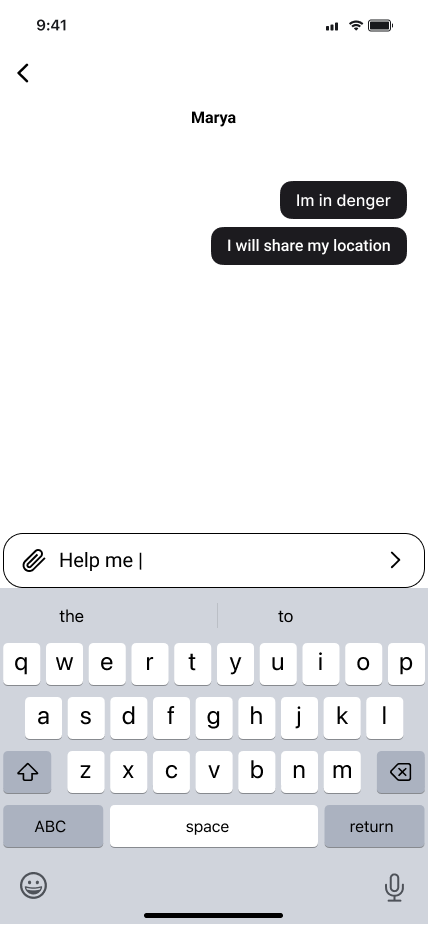 9:41
Marya
Im in denger
I will share my location
Help me |
the to
q w e r t y u i o p
a s d f g h j k l
z x c v b n m
ABC space return